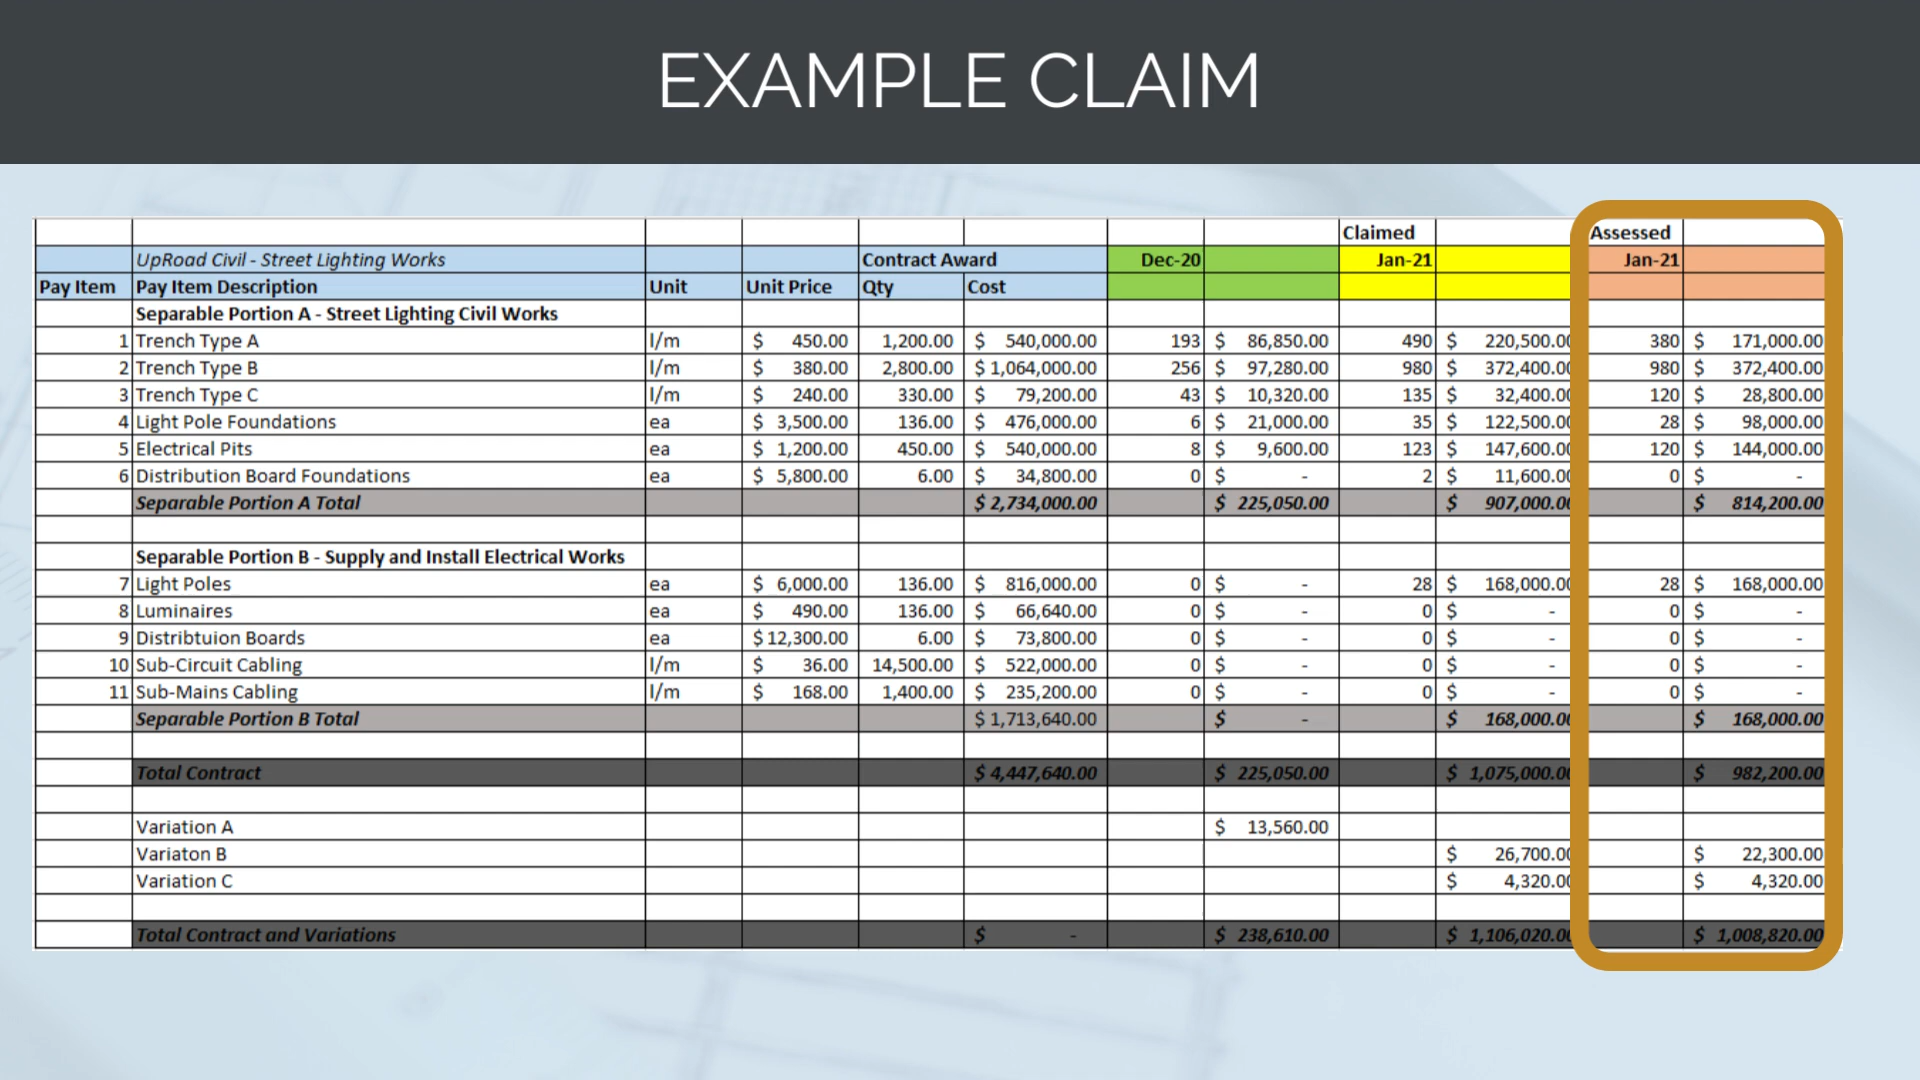 EXAMPLE CLAIM
Claimed Assessed
UpRoad Civil - Street Lighting Works Contract Award Dec-20 Jan-21 Jan-21
Pay Item Pay Item Description Unit Unit Price Qty Cost
Separable Portion A - Street Lighting Civil Works
1 Trench Type A l/m $ 450.00 1,200.00 $ 540,000.00 193 $ 86,850.00 490 $ 220,500.00 380 $ 171,000.00
2 Trench Type B l/m $ 380.00 2,800.00 $ 1,064,000.00 256 $ 97,280.00 980 $ 372,400.00 980 $ 372,400.00
3 Trench Type C l/m $ 240.00 330.00 $ 79,200.00 43 $ 10,320.00 135 $ 32,400.00 120 $ 28,800.00
4 Light Pole Foundations ea $ 3,500.00 136.00 $ 476,000.00 6 $ 21,000.00 35 $ 122,500.00 28 $ 98,000.00
5 Electrical Pits ea $ 1,200.00 450.00 $ 540,000.00 8 $ 9,600.00 123 $ 147,600.00 120 $ 144,000.00
6 Distribution Board Foundations ea $ 5,800.00 6.00 $ 34,800.00 0 $ - 2 $ 11,600.00 0 $ -
Separable Portion A Total $ 2,734,000.00 $ 225,050.00 $ 907,000.00 $ 814,200.00
Separable Portion B - Supply and Install Electrical Works
7 Light Poles ea $ 6,000.00 136.00 $ 816,000.00 0 $ - 28 $ 168,000.00 28 $ 168,000.00
8 Luminaires ea $ 490.00 136.00 $ 66,640.00 0 $ - 0 $ - 0 $ -
9 Distribtuion Boards ea $ 12,300.00 6.00 $ 73,800.00 0 $ - 0 $ - 0 $ -
10 Sub-Circuit Cabling l/m $ 36.00 14,500.00 $ 522,000.00 0 $ - 0 $ - 0 $ -
11 Sub-Mains Cabling l/m $ 168.00 1,400.00 $ 235,200.00 0 $ - 0 $ - 0 $ -
Separable Portion B Total $ 1,713,640.00 $ - $ 168,000.00 $ 168,000.00
Total Contract $ 4,447,640.00 $ 225,050.00 $ 1,075,000.00 $ 982,200.00
Variation A $ 13,560.00
Variaton B $ 26,700.00 $ 22,300.00
Variation C $ 4,320.00 $ 4,320.00
Total Contract and Variations $ - $ 238,610.00 $ 1,106,020.00 $ 1,008,820.00